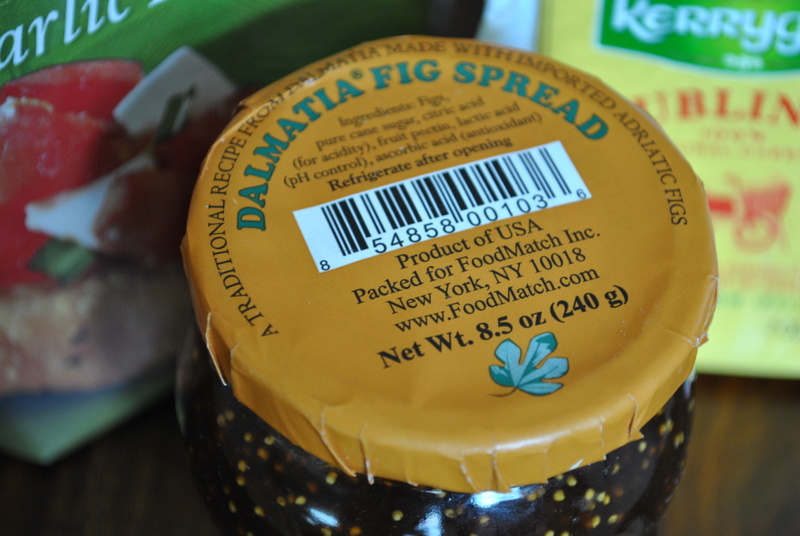 arlic
KERRYG
UBLIN
A TRADITIONAL RECIPE FROM DALMATIA MADE WITH IMPORTED ADRIATIC FIGS
DALMATIA® FIG SPREAD
Ingredients: Figs,
pure cane sugar, citric acid
(for acidity), fruit pectin, lactic acid
(pH control), ascorbic acid (antioxidant)
Refrigerate after opening
8 54858 00103 6
Product of USA
Packed for FoodMatch Inc.
New York, NY 10018
www.FoodMatch.com
Net Wt. 8.5 oz (240 g)